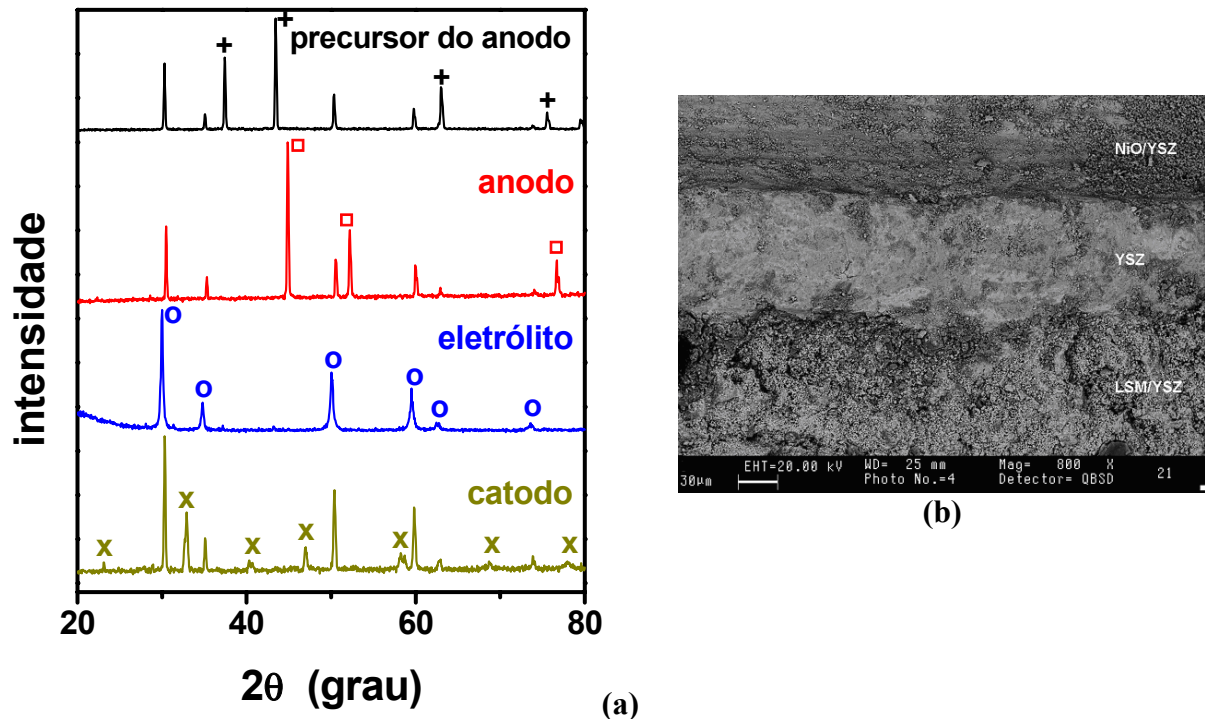 precursor do anodo
anodo
eletrólito
catodo
intensidade
20
40
60
80
2θ (grau)
(a)
NiO/YSZ
YSZ
LSM/YSZ
30µm
EHT=20.00 kV WD= 25 mm Mag= 800 X 21
Photo No.=4 Detector= QBSD
(b)